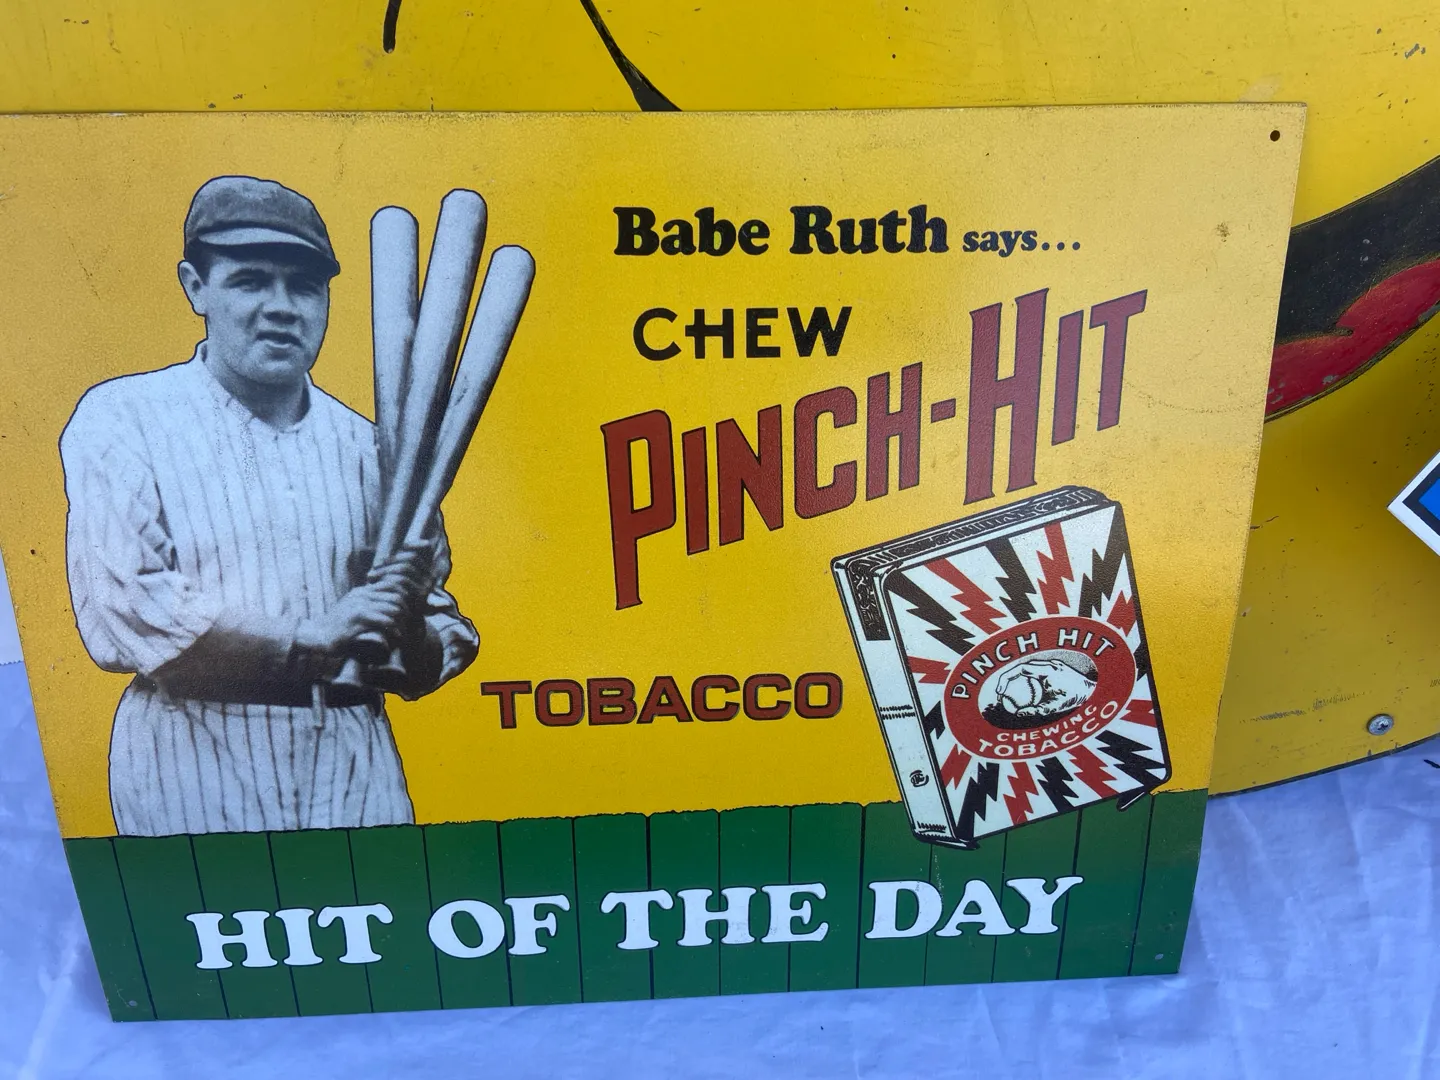 Babe Ruth says...
CHEW
PINCH-HIT
TOBACCO
PINCH HIT
CHEWING
TOBACCO
HIT OF THE DAY